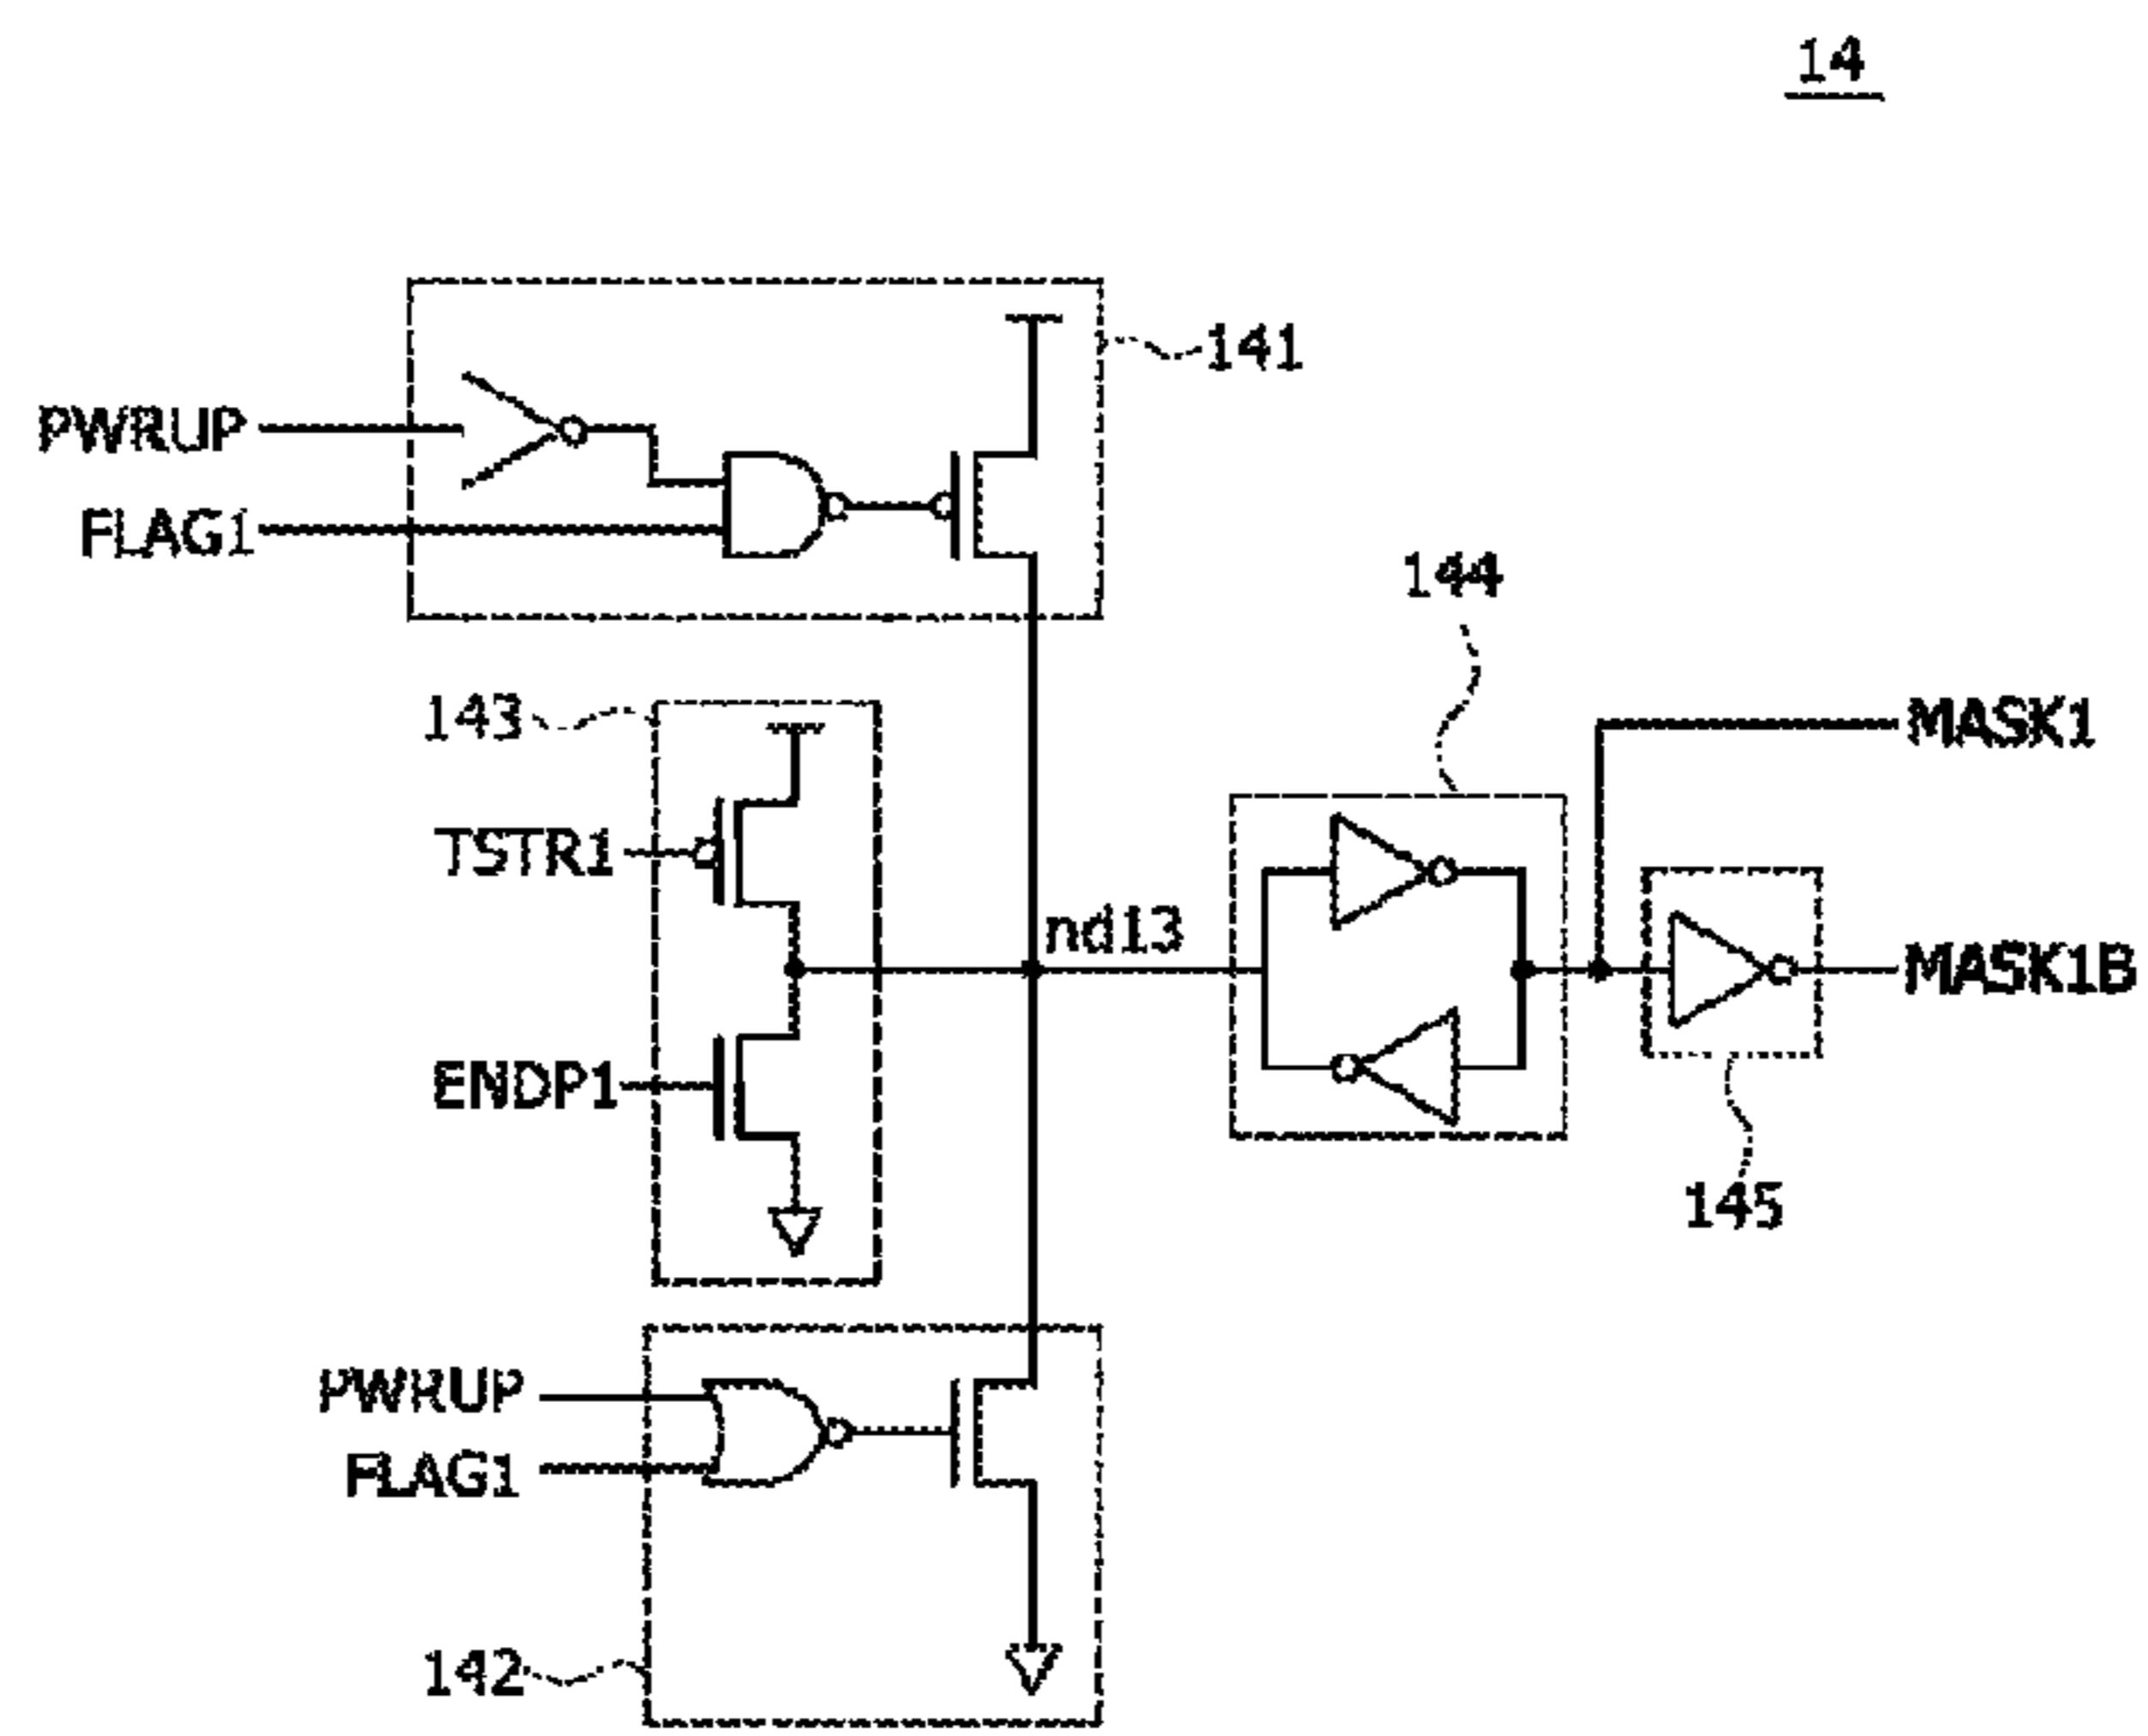 14
141
PWRUP
FLAG1
144
143
MASK1
TSTR1
nd13
MASK1B
ENDP1
145
PWRUP
FLAG1
142